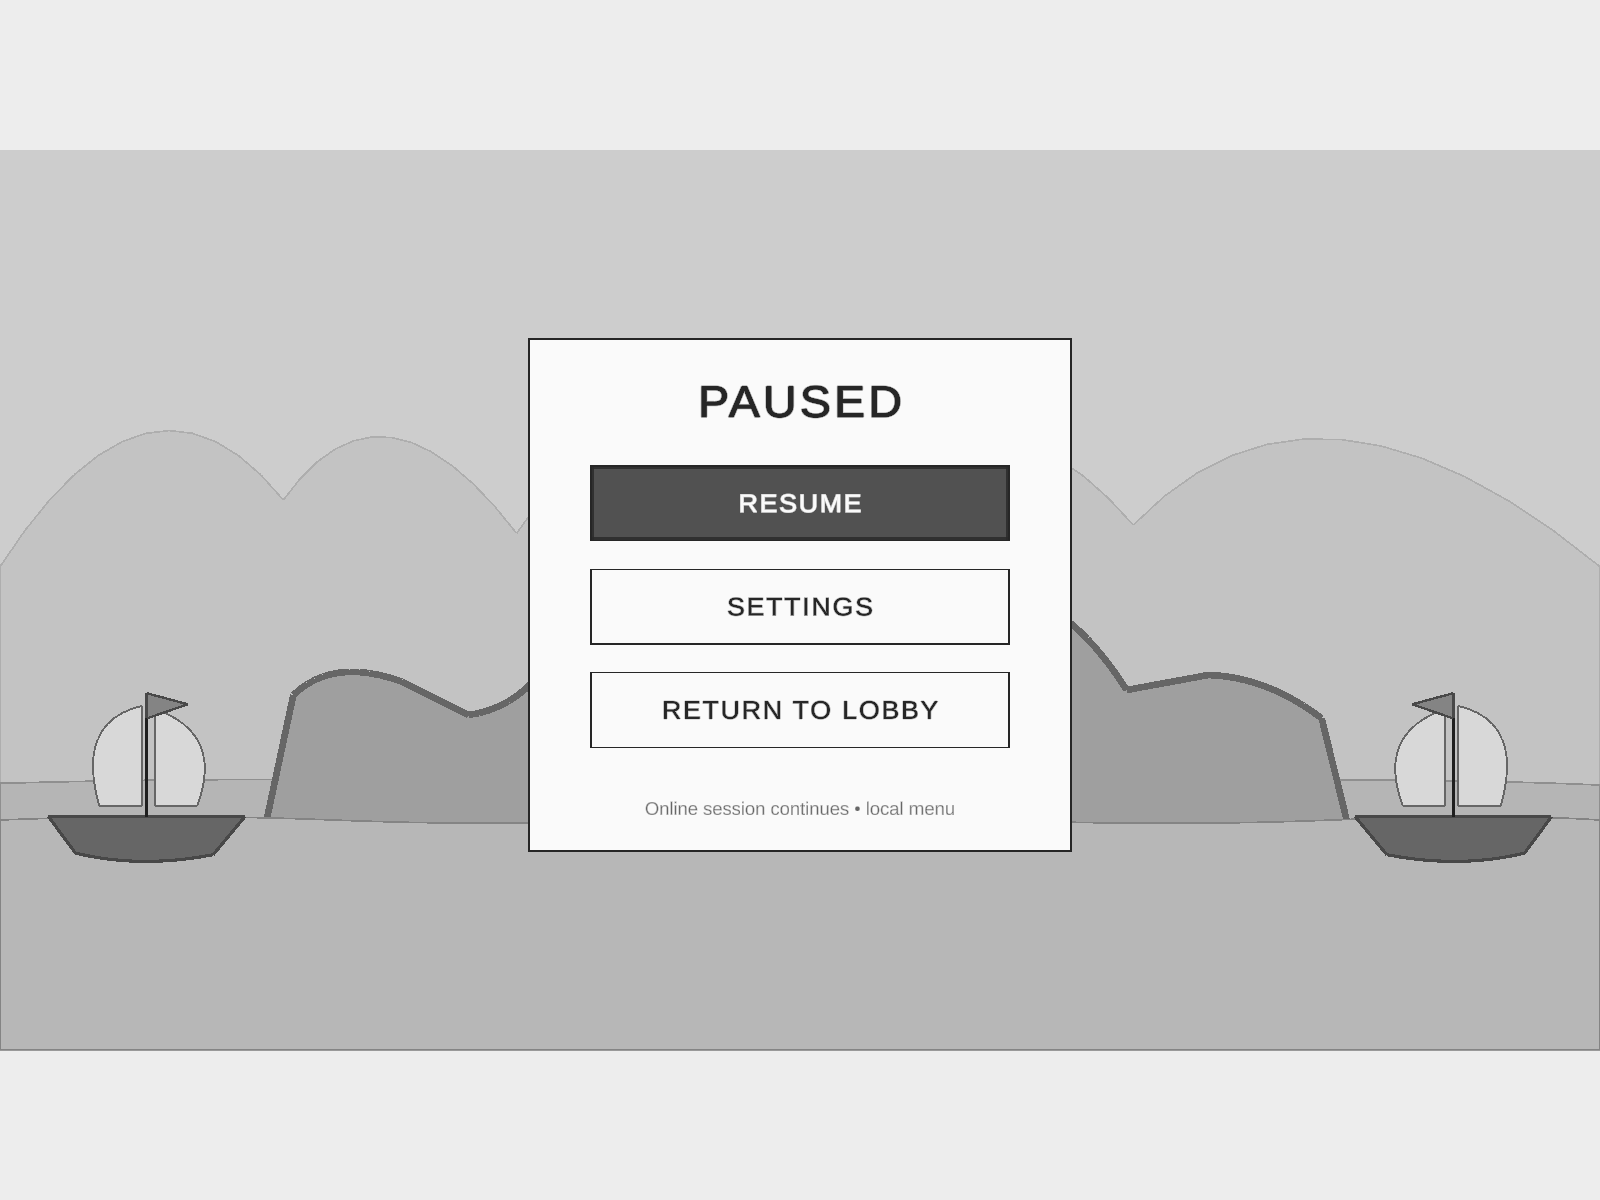 PAUSED
RESUME
SETTINGS
RETURN TO LOBBY
Online session continues • local menu